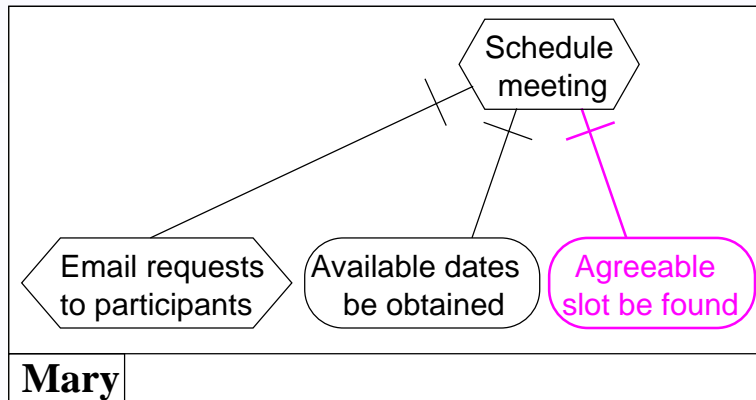 Schedule
meeting
Email requests
to participants
Available dates
be obtained
Agreeable
slot be found
Mary